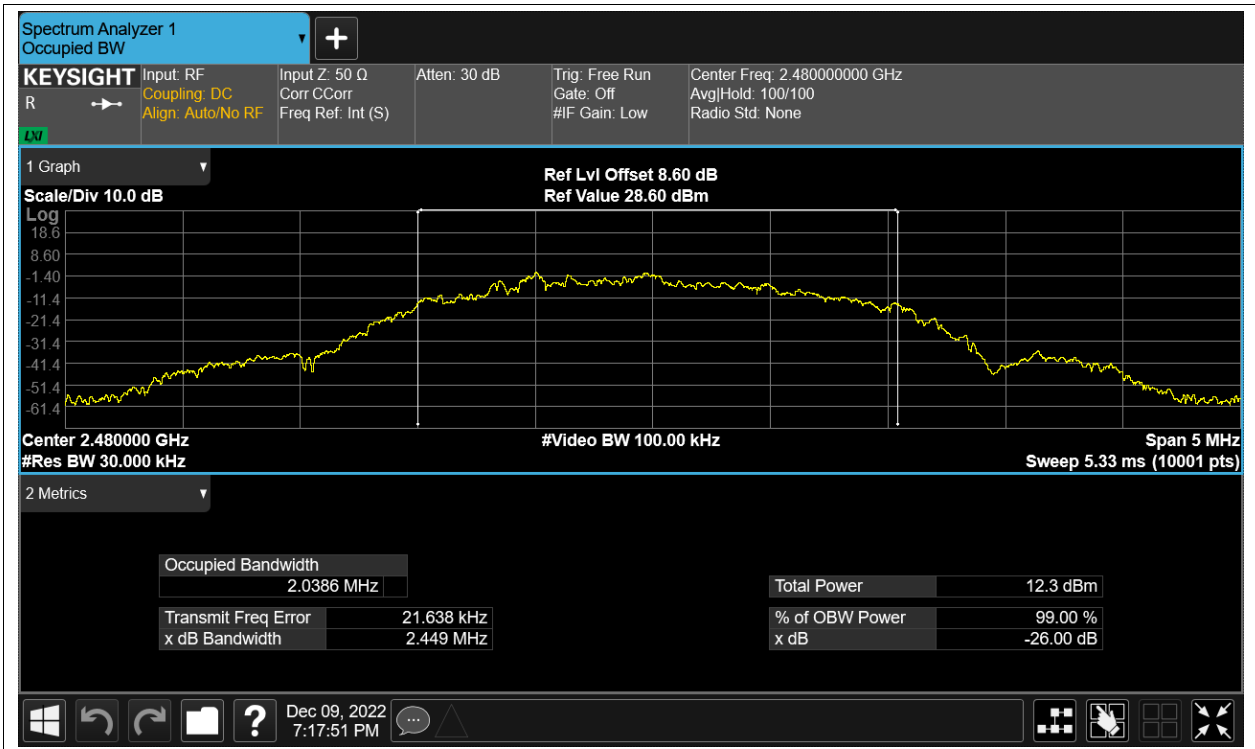 Spectrum Analyzer 1
Occupied BW
KEYSIGHT
R
LXI
Input: RF
Coupling: DC
Align: Auto/No RF
Input Z: 50 Ω
Corr CCorr
Freq Ref: Int (S)
Atten: 30 dB
Trig: Free Run
Gate: Off
#IF Gain: Low
Center Freq: 2.480000000 GHz
Avg|Hold: 100/100
Radio Std: None
1 Graph
Scale/Div 10.0 dB
Ref Lvl Offset 8.60 dB
Ref Value 28.60 dBm
Log
18.6
8.60
-1.40
-11.4
-21.4
-31.4
-41.4
-51.4
-61.4
Center 2.480000 GHz
#Video BW 100.00 kHz
Span 5 MHz
#Res BW 30.000 kHz
Sweep 5.33 ms (10001 pts)
2 Metrics
Occupied Bandwidth
2.0386 MHz
Total Power 12.3 dBm
Transmit Freq Error 21.638 kHz
% of OBW Power 99.00 %
x dB Bandwidth 2.449 MHz
x dB -26.00 dB
?
Dec 09, 2022
7:17:51 PM